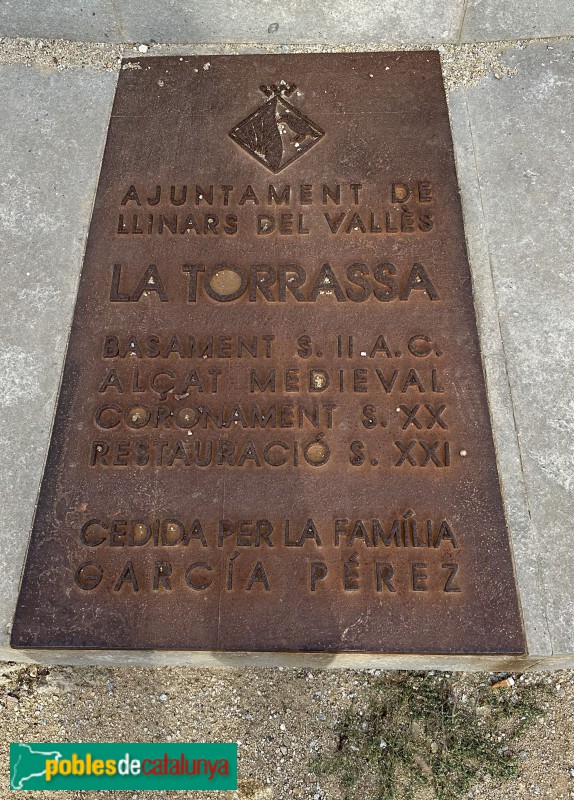 AJUNTAMENT DE
LLINARS DEL VALLÈS
LA TORRASSA
BASAMENT S. II A.C.
ALÇAT MEDIEVAL
CORONAMENT S. XX
RESTAURACIÓ S. XXI
CEDIDA PER LA FAMÍLIA
GARCÍA PÉREZ
poblesdecatalunya